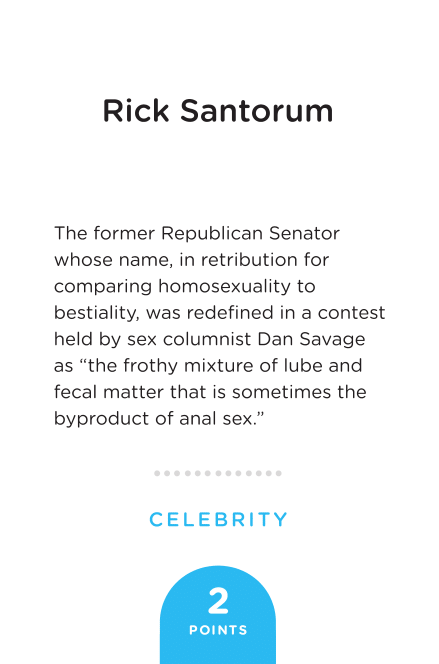 Rick Santorum
The former Republican Senator
whose name, in retribution for
comparing homosexuality to
bestiality, was redefined in a contest
held by sex columnist Dan Savage
as “the frothy mixture of lube and
fecal matter that is sometimes the
byproduct of anal sex.”
CELEBRITY
2
POINTS